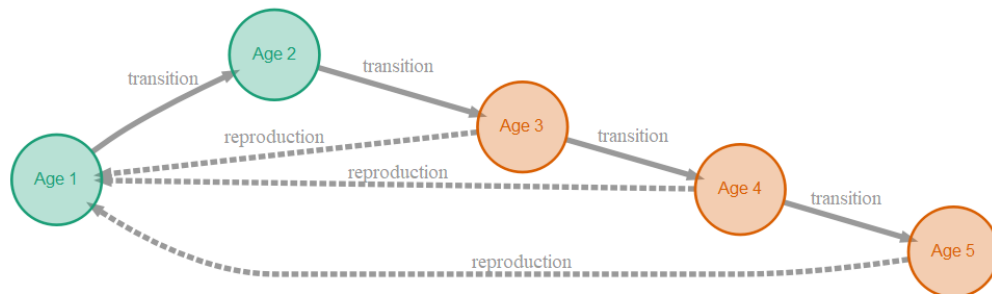 Age 2
transition
transition
Age 3
reproduction
transition
Age 1
reproduction
Age 4
transition
Age 5
reproduction